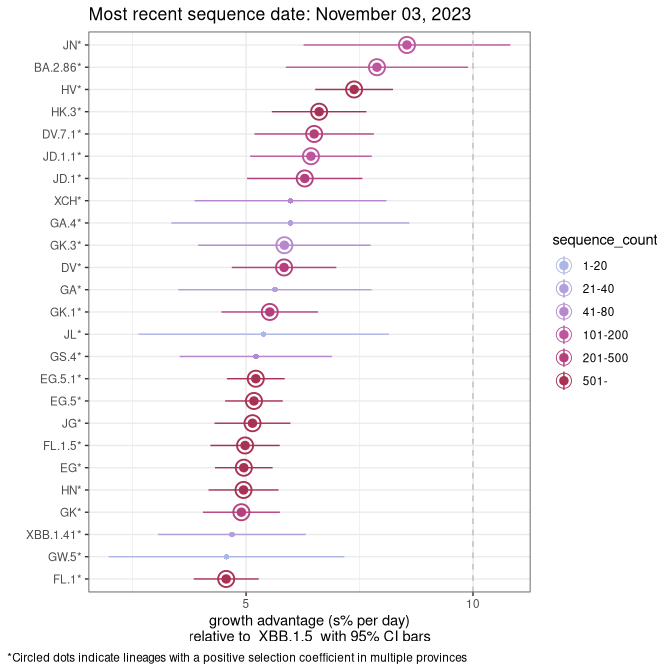 Most recent sequence date: November 03, 2023
JN*
BA.2.86*
HV*
HK.3*
DV.7.1*
JD.1.1*
JD.1*
XCH*
GA.4*
GK.3*
DV*
GA*
GK.1*
JL*
GS.4*
EG.5.1*
EG.5*
JG*
FL.1.5*
EG*
HN*
GK*
XBB.1.41*
GW.5*
FL.1*
5 10
growth advantage (s% per day)
relative to XBB.1.5 with 95% CI bars
sequence_count
1-20
21-40
41-80
101-200
201-500
501-
*Circled dots indicate lineages with a positive selection coefficient in multiple provinces